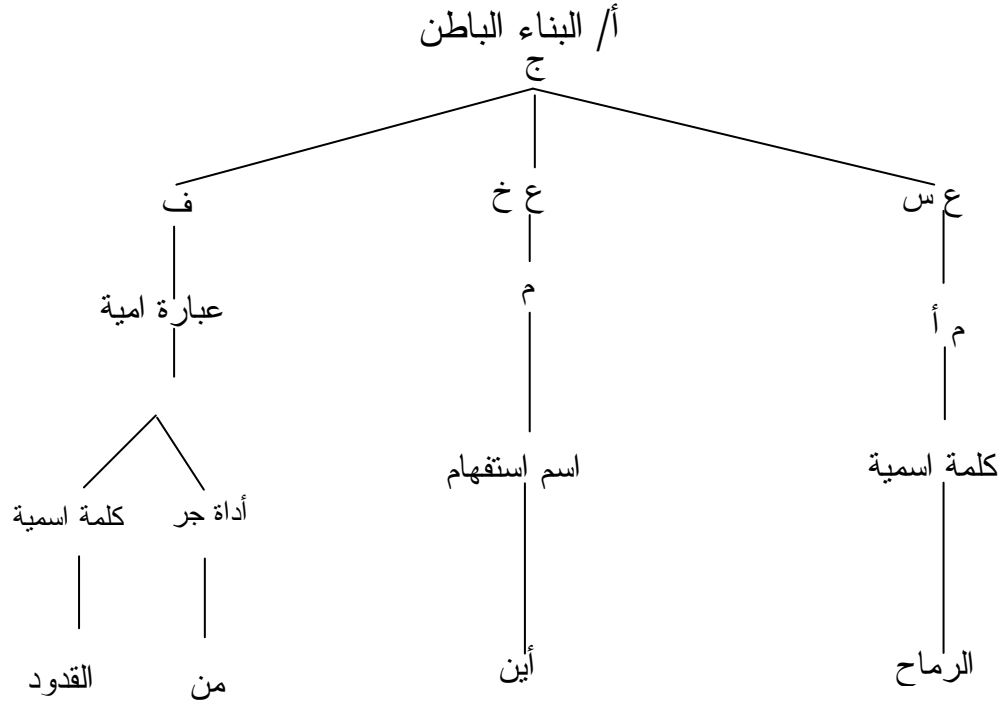 أ/ البناء الباطن
ج
ع س ع خ ف
م أ م عبارة امية
كلمة اسمية اسم استفهام أداة جر كلمة اسمية
الرماح أين من القدود